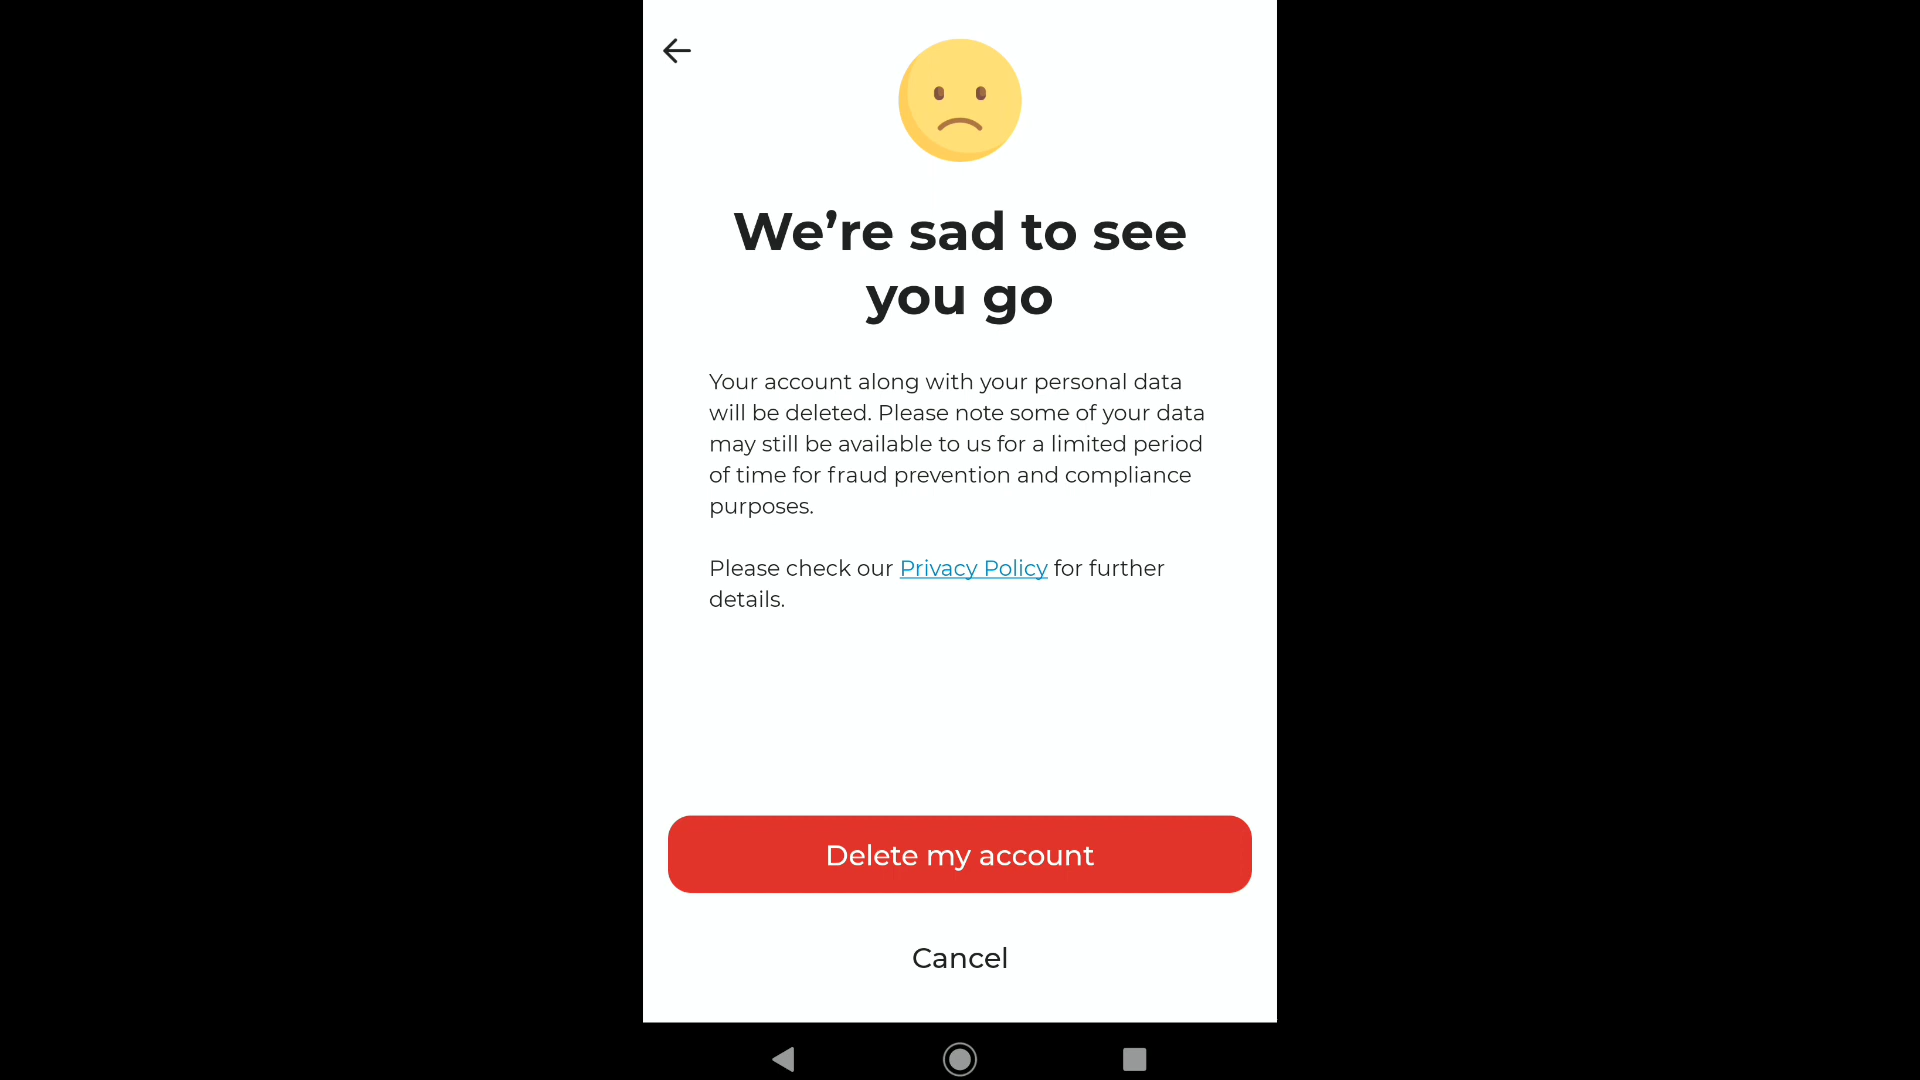 We’re sad to see
you go
Your account along with your personal data
will be deleted. Please note some of your data
may still be available to us for a limited period
of time for fraud prevention and compliance
purposes.
Please check our Privacy Policy for further
details.
Delete my account
Cancel